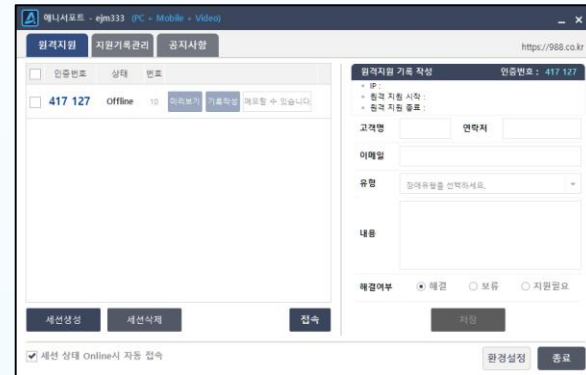 애니서포트 - ejm333 (PC + Mobile + Video)
원격지원 지원기록관리 공지사항
https://988.co.kr
인증번호 상태 번호
417 127 Offline 10 미리보기 기록작성 메모할 수 있습니다
원격지원 기록 작성 인증번호 : 417 127
IP :
원격 지원 시작 :
원격 지원 종료 :
고객명 연락처
이메일
유형 장애유형을 선택하세요.
내용
해결여부 해결 보류 지원필요
저장
세션생성 세션삭제 접속
세션 상태 Online시 자동 접속
환경설정 종료